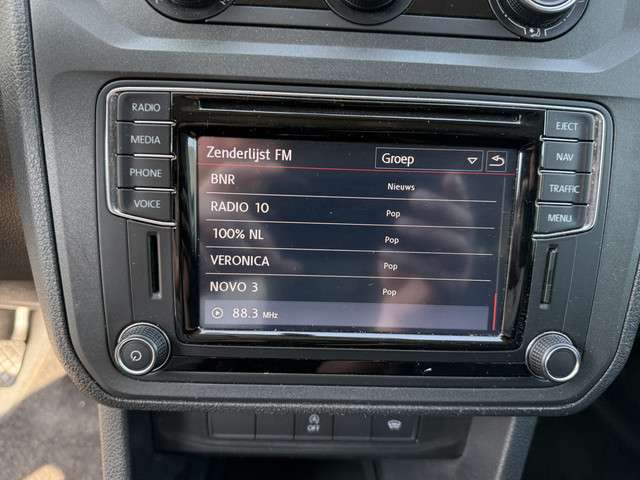 RADIO
MEDIA
PHONE
VOICE
Zenderlijst FM
Groep
BNR Nieuws
RADIO 10 Pop
100% NL Pop
VERONICA Pop
NOVO 3 Pop
88.3 MHz
EJECT
NAV
TRAFFIC
MENU
OFF